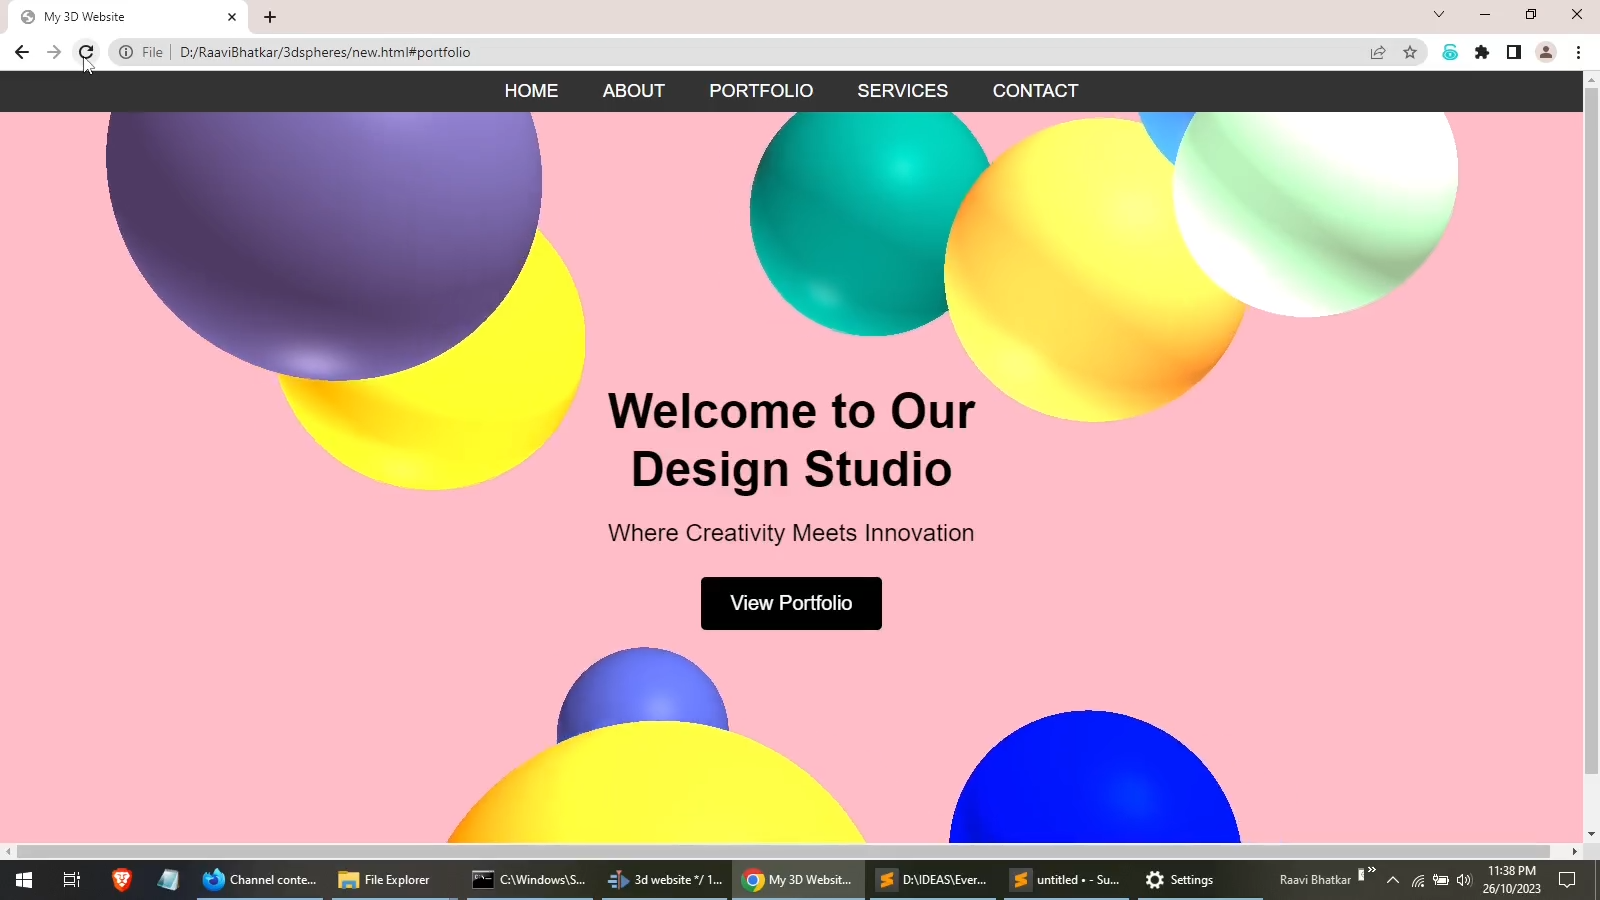 My 3D Website
File D:/RaaviBhatkar/3dspheres/new.html#portfolio
HOME ABOUT PORTFOLIO SERVICES CONTACT
Welcome to Our
Design Studio
Where Creativity Meets Innovation
View Portfolio
Channel conte... File Explorer C:\Windows\S... 3d website */ 1... My 3D Websit... D:\IDEAS\Ever... untitled • - Su... Settings Raavi Bhatkar
11:38 PM
26/10/2023